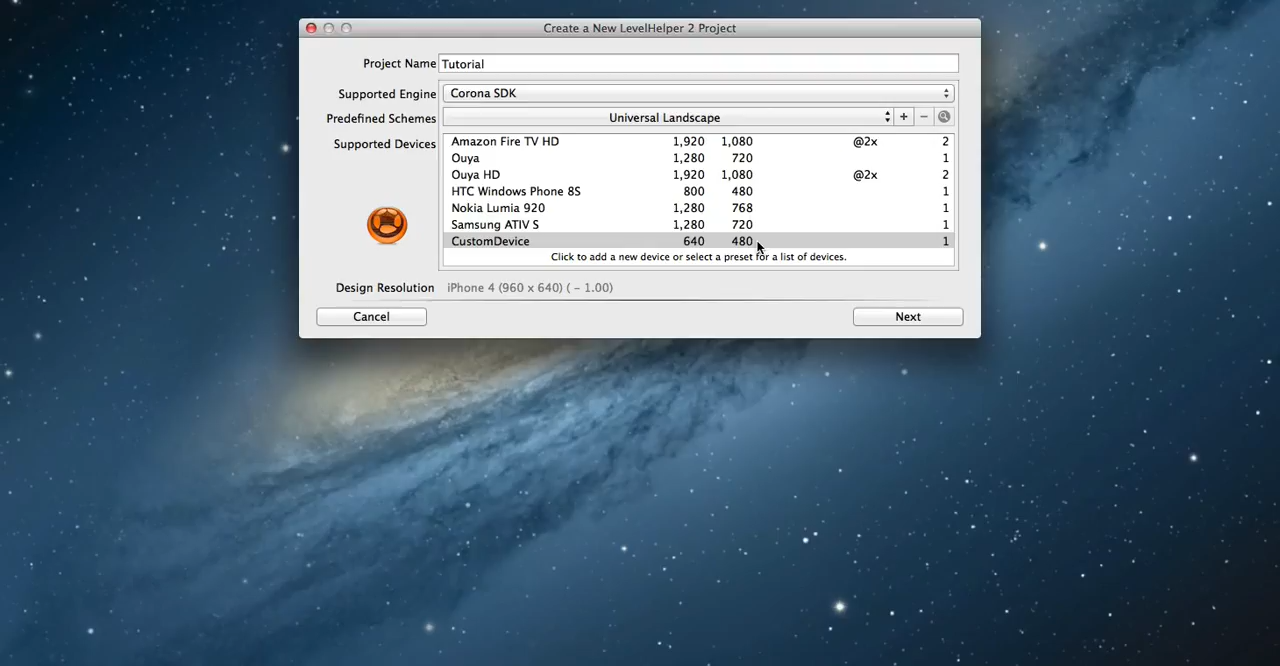 Create a New LevelHelper 2 Project
Project Name Tutorial
Supported Engine Corona SDK
Predefined Schemes Universal Landscape + −
Supported Devices
Amazon Fire TV HD 1,920 1,080 @2x 2
Ouya 1,280 720 1
Ouya HD 1,920 1,080 @2x 2
HTC Windows Phone 8S 800 480 1
Nokia Lumia 920 1,280 768 1
Samsung ATIV S 1,280 720 1
CustomDevice 640 480 1
Click to add a new device or select a preset for a list of devices.
Design Resolution iPhone 4 (960 x 640) ( − 1.00)
Cancel Next